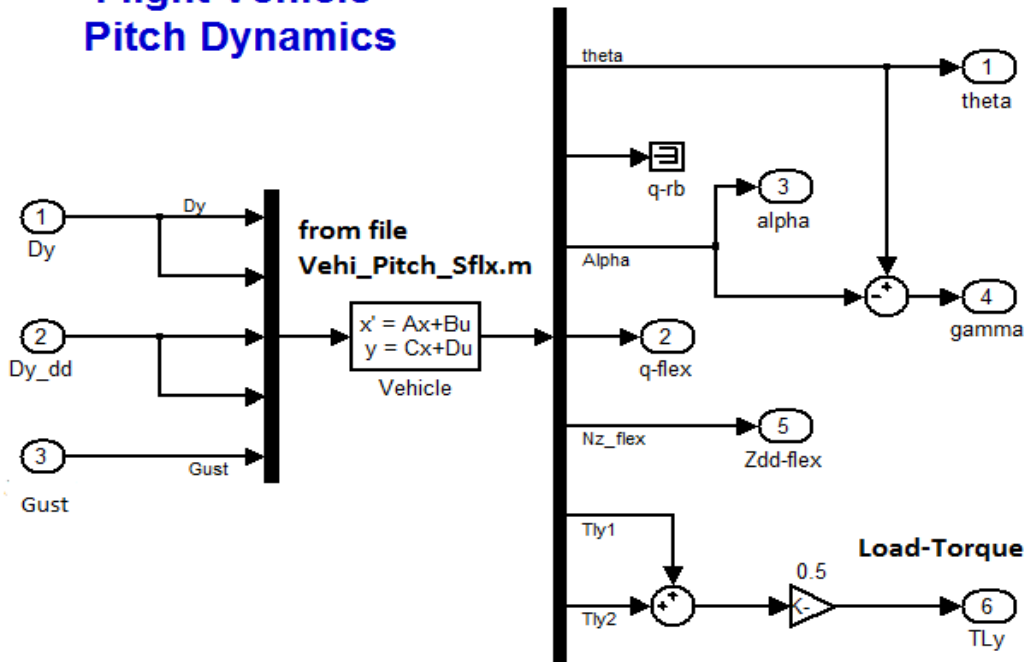 Flight Vehicle
Pitch Dynamics
theta
1
theta
q-rb
3
alpha
Dy
1
Dy
from file
Vehi_Pitch_Sflx.m
Alpha
4
gamma
x' = Ax+Bu
y = Cx+Du
Vehicle
2
Dy_dd
2
q-flex
Nz_flex
5
Zdd-flex
3
Gust
Gust
Tly1
Load-Torque
0.5
K-
Tly2
6
TLy